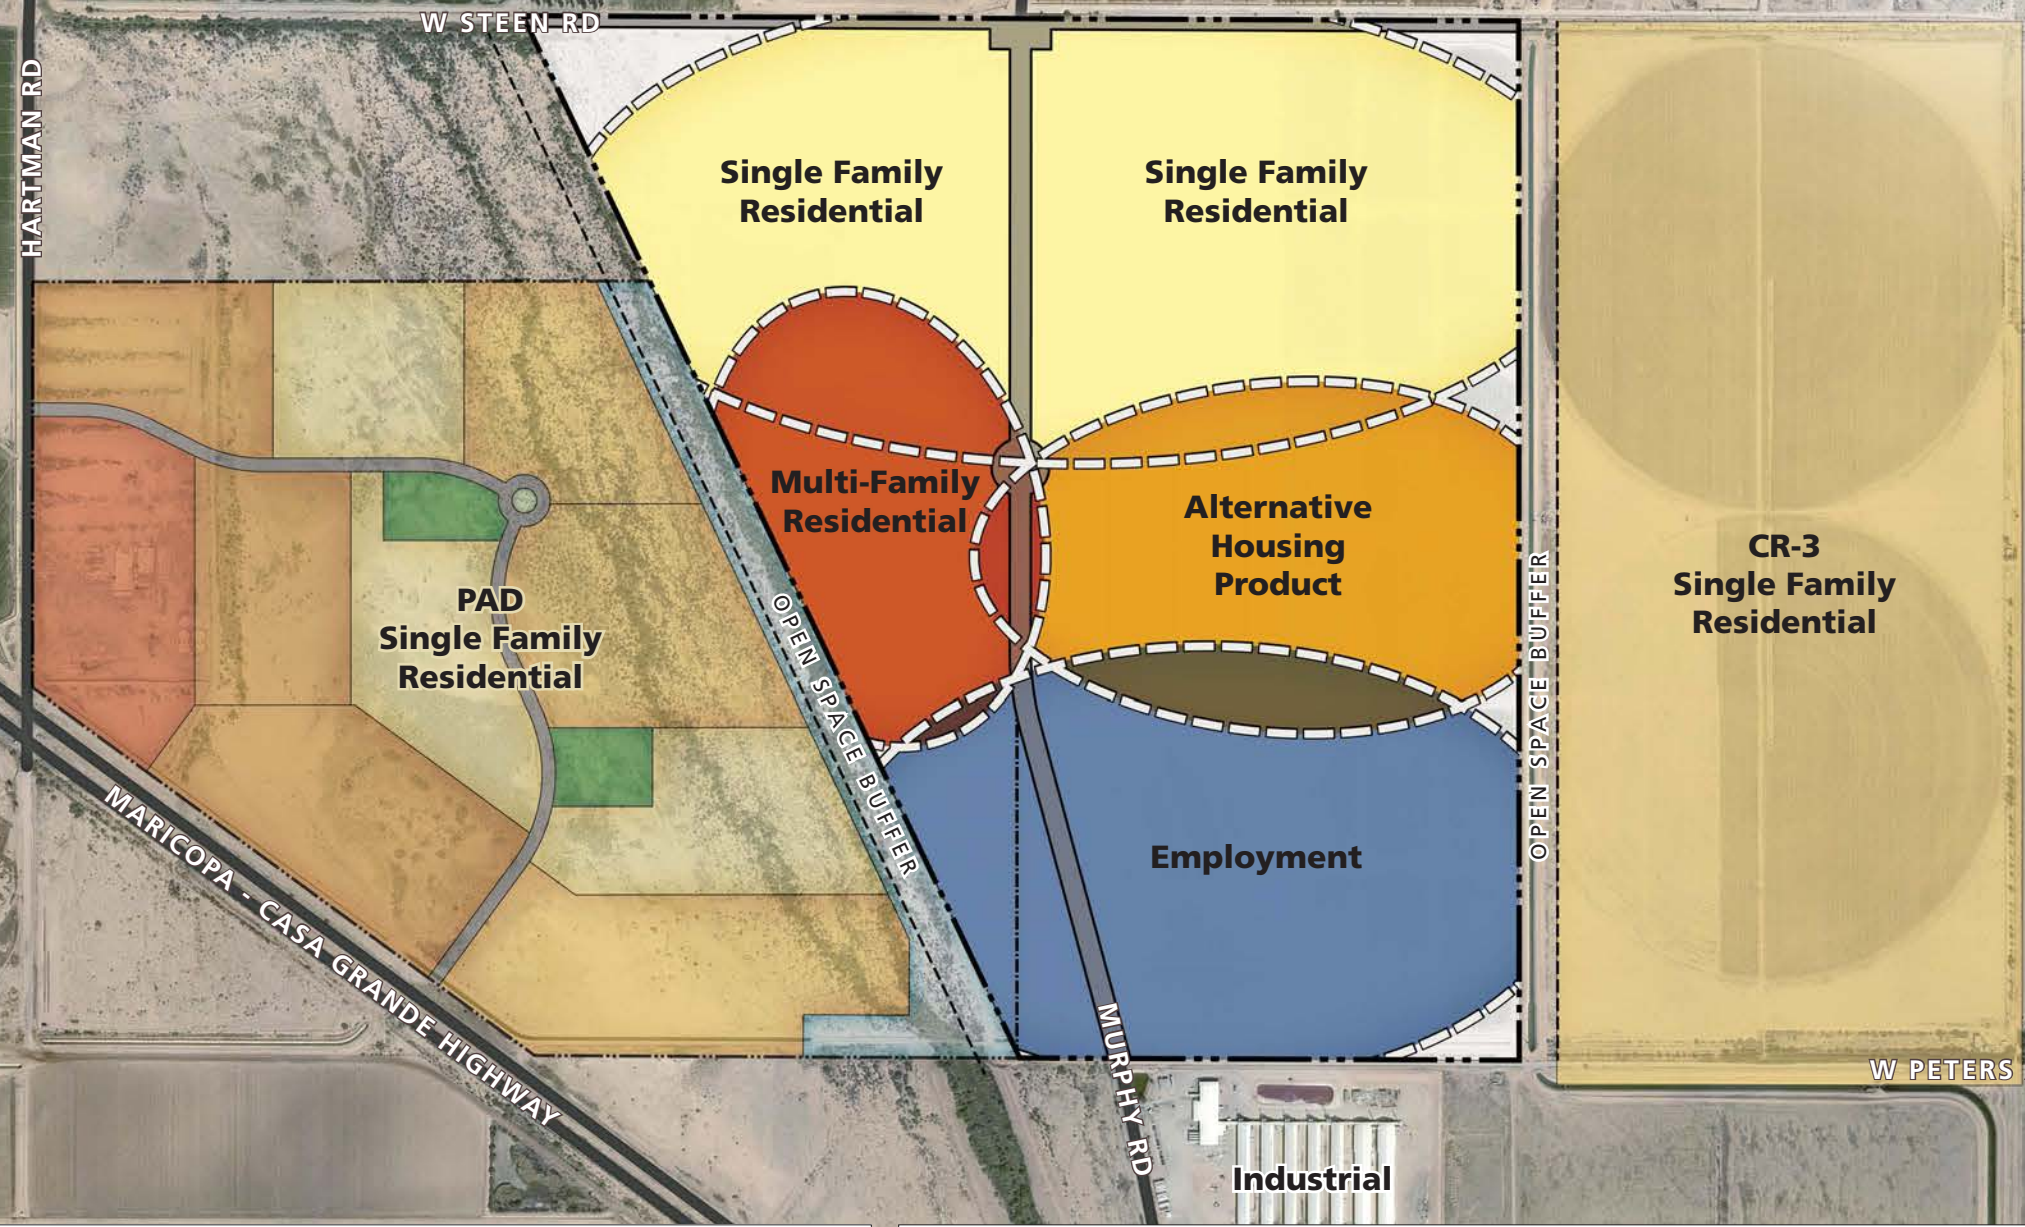 W STEEN RD
HARTMAN RD
Single Family
Residential
Single Family
Residential
Multi-Family
Residential
Alternative
Housing
Product
CR-3
Single Family
Residential
PAD
Single Family
Residential
OPEN SPACE BUFFER
OPEN SPACE BUFFER
Employment
MARICOPA - CASA GRANDE HIGHWAY
MURPHY RD
W PETERS
Industrial